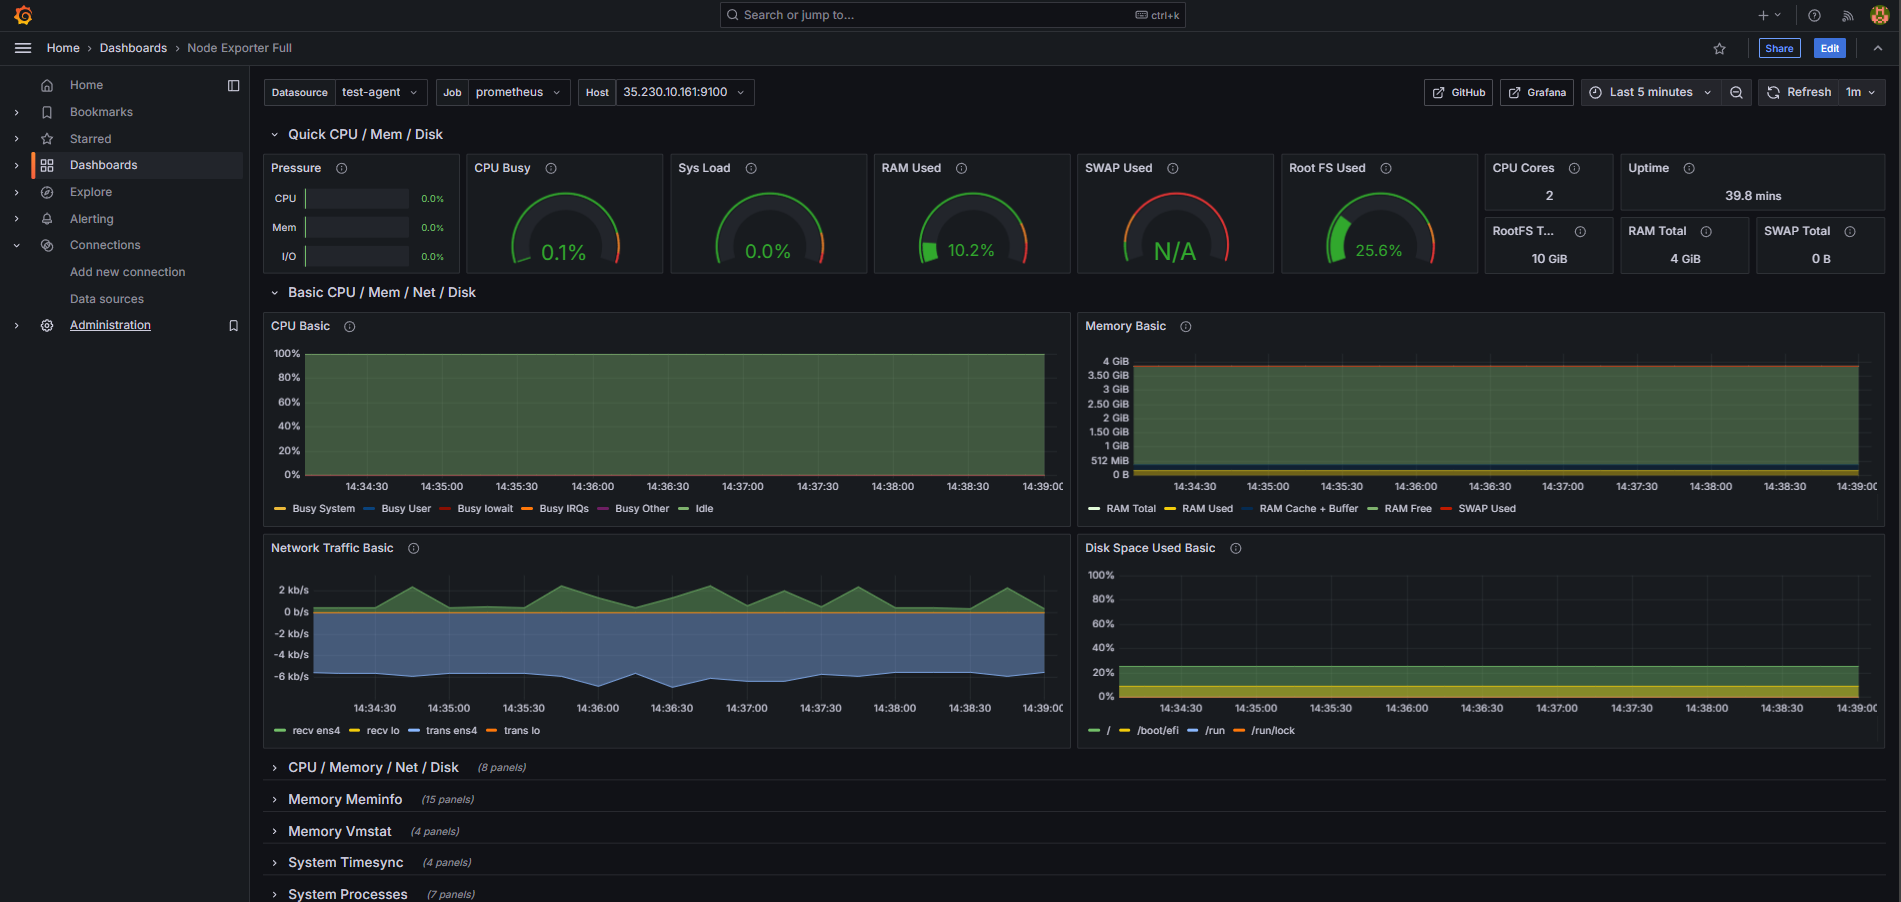 Search or jump to...
ctrl+k
Home › Dashboards › Node Exporter Full
Share
Edit
Home
Bookmarks
Starred
Dashboards
Explore
Alerting
Connections
Add new connection
Data sources
Administration
Datasource test-agent
Job prometheus
Host 35.230.10.161:9100
GitHub
Grafana
Last 5 minutes
Refresh
1m
Quick CPU / Mem / Disk
Pressure
CPU 0.0%
Mem 0.0%
I/O 0.0%
CPU Busy
0.1%
Sys Load
0.0%
RAM Used
10.2%
SWAP Used
N/A
Root FS Used
25.6%
CPU Cores
2
Uptime
39.8 mins
RootFS T...
10 GiB
RAM Total
4 GiB
SWAP Total
0 B
Basic CPU / Mem / Net / Disk
CPU Basic
100%
80%
60%
40%
20%
0%
14:34:30 14:35:00 14:35:30 14:36:00 14:36:30 14:37:00 14:37:30 14:38:00 14:38:30 14:39:00
Busy System Busy User Busy Iowait Busy IRQs Busy Other Idle
Memory Basic
4 GiB
3.50 GiB
3 GiB
2.50 GiB
2 GiB
1.50 GiB
1 GiB
512 MiB
0 B
14:34:30 14:35:00 14:35:30 14:36:00 14:36:30 14:37:00 14:37:30 14:38:00 14:38:30 14:39:00
RAM Total RAM Used RAM Cache + Buffer RAM Free SWAP Used
Network Traffic Basic
2 kb/s
0 b/s
-2 kb/s
-4 kb/s
-6 kb/s
14:34:30 14:35:00 14:35:30 14:36:00 14:36:30 14:37:00 14:37:30 14:38:00 14:38:30 14:39:00
recv ens4 recv lo trans ens4 trans lo
Disk Space Used Basic
100%
80%
60%
40%
20%
0%
14:34:30 14:35:00 14:35:30 14:36:00 14:36:30 14:37:00 14:37:30 14:38:00 14:38:30 14:39:00
/ /boot/efi /run /run/lock
CPU / Memory / Net / Disk (8 panels)
Memory Meminfo (15 panels)
Memory Vmstat (4 panels)
System Timesync (4 panels)
System Processes (7 panels)